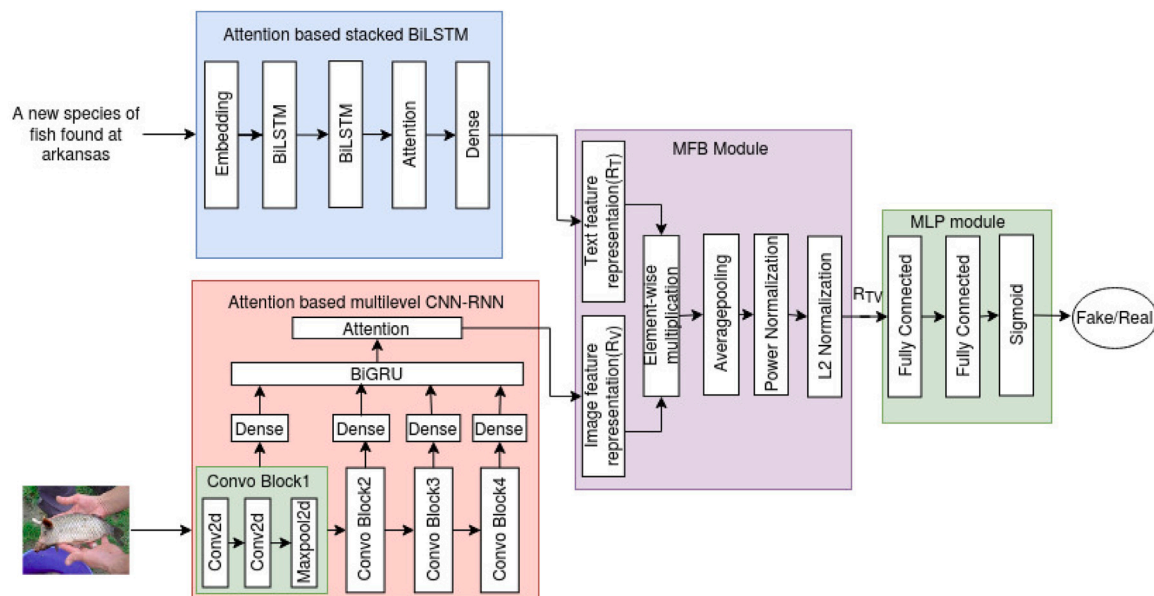 Attention based stacked BiLSTM
A new species of
fish found at
arkansas
Embedding
BiLSTM
BiLSTM
Attention
Dense
MFB Module
Text feature
representaion(RT)
Image feature
representation(RV)
Element-wise
multiplication
Averagepooling
Power Normalization
L2 Normalization
RTV
MLP module
Fully Connected
Fully Connected
Sigmoid
Fake/Real
Attention based multilevel CNN-RNN
Attention
BiGRU
Dense
Dense
Dense
Dense
Convo Block1
Conv2d
Conv2d
Maxpool2d
Convo Block2
Convo Block3
Convo Block4